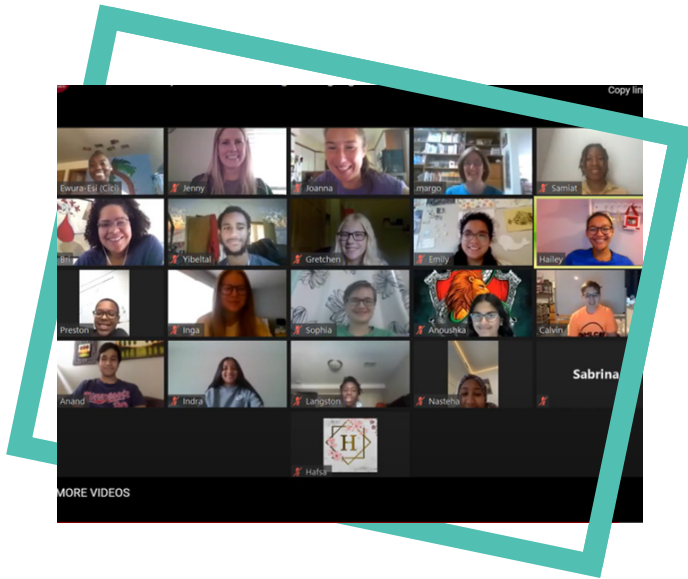 Copy lin
Ewura-Esi (Cici)
Jenny
Joanna
margo
Samiat
Bri
Yibeltal
Gretchen
Emily
Hailey
Preston
Inga
Sophia
Anoushka
Calvin
Anand
Indra
Langston
Nasteha
Sabrina
H
Hafsa
MORE VIDEOS